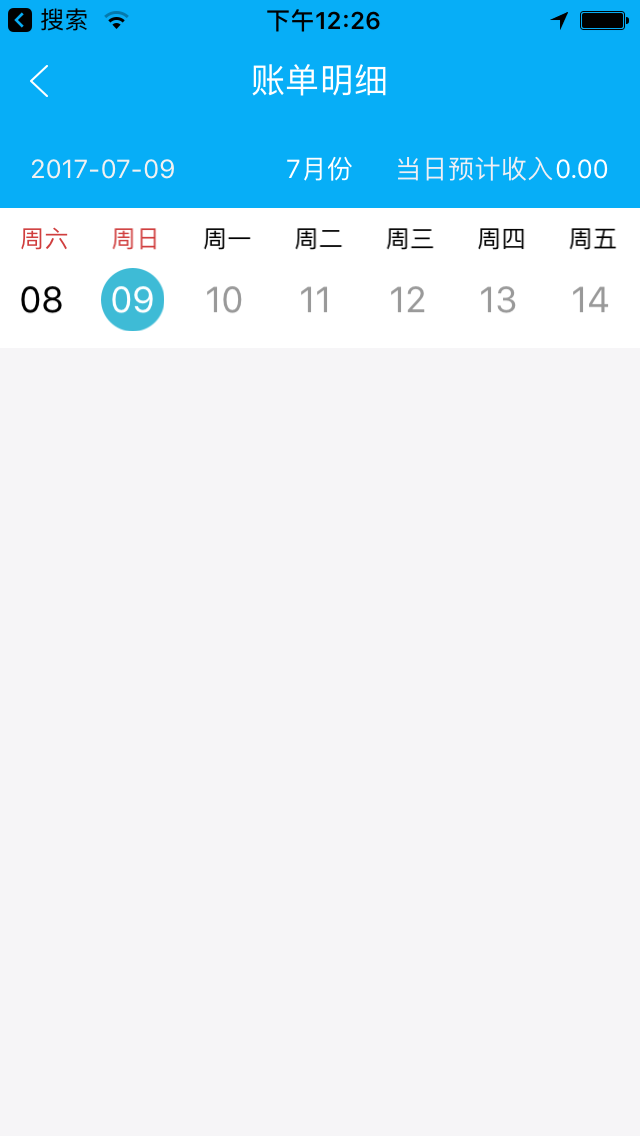 搜索 下午12:26
账单明细
2017-07-09 7月份 当日预计收入0.00
周六 周日 周一 周二 周三 周四 周五
08 09 10 11 12 13 14